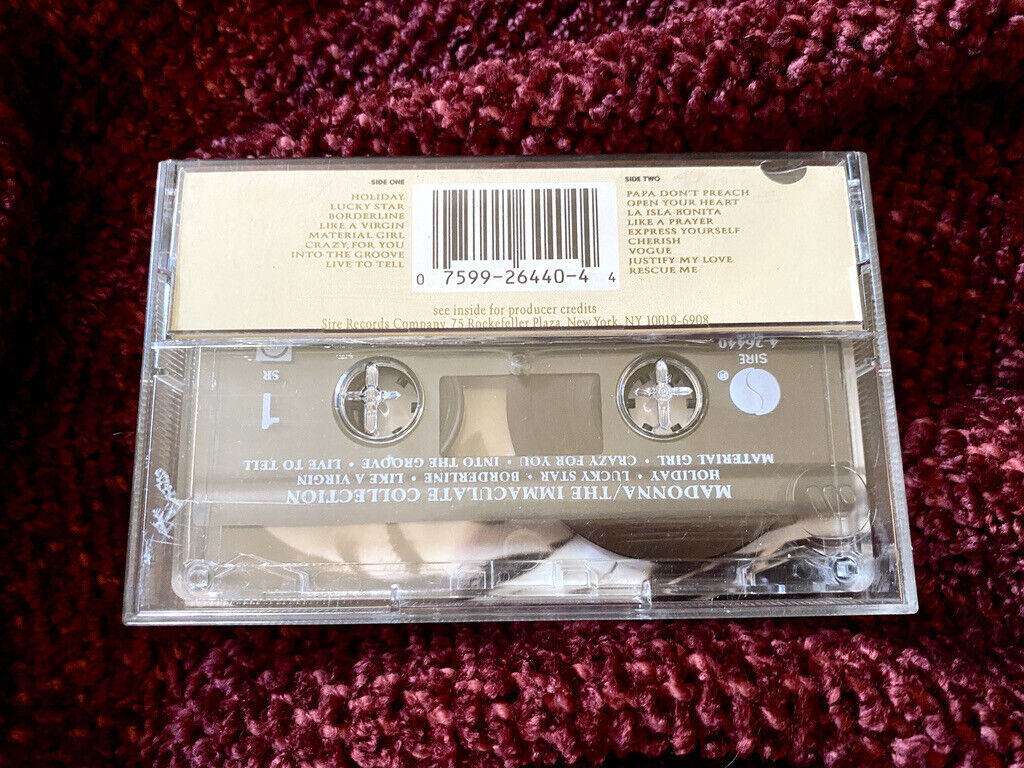 SIDE ONE
HOLIDAY
LUCKY STAR
BORDERLINE
LIKE A VIRGIN
MATERIAL GIRL
CRAZY FOR YOU
INTO THE GROOVE
LIVE TO TELL
0 7599-26440-4 4
SIDE TWO
PAPA DON'T PREACH
OPEN YOUR HEART
LA ISLA BONITA
LIKE A PRAYER
EXPRESS YOURSELF
CHERISH
VOGUE
JUSTIFY MY LOVE
RESCUE ME
see inside for producer credits
Sire Records Company, 75 Rockefeller Plaza, New York, NY 10019-6908
MADONNA/THE IMMACULATE COLLECTION
HOLIDAY • LUCKY STAR • BORDERLINE • LIKE A VIRGIN
MATERIAL GIRL • CRAZY FOR YOU • INTO THE GROOVE • LIVE TO TELL
1
SR
®
SIRE
4 26440